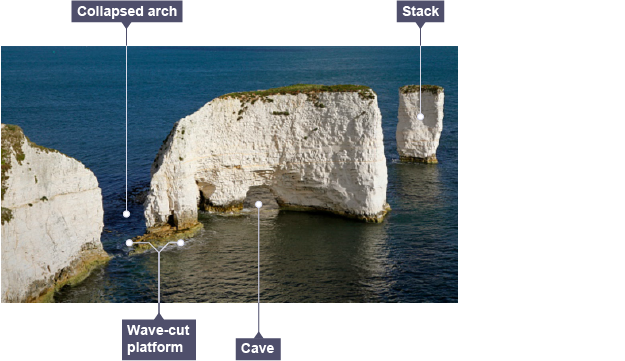 Collapsed arch
Stack
Wave-cut
platform
Cave